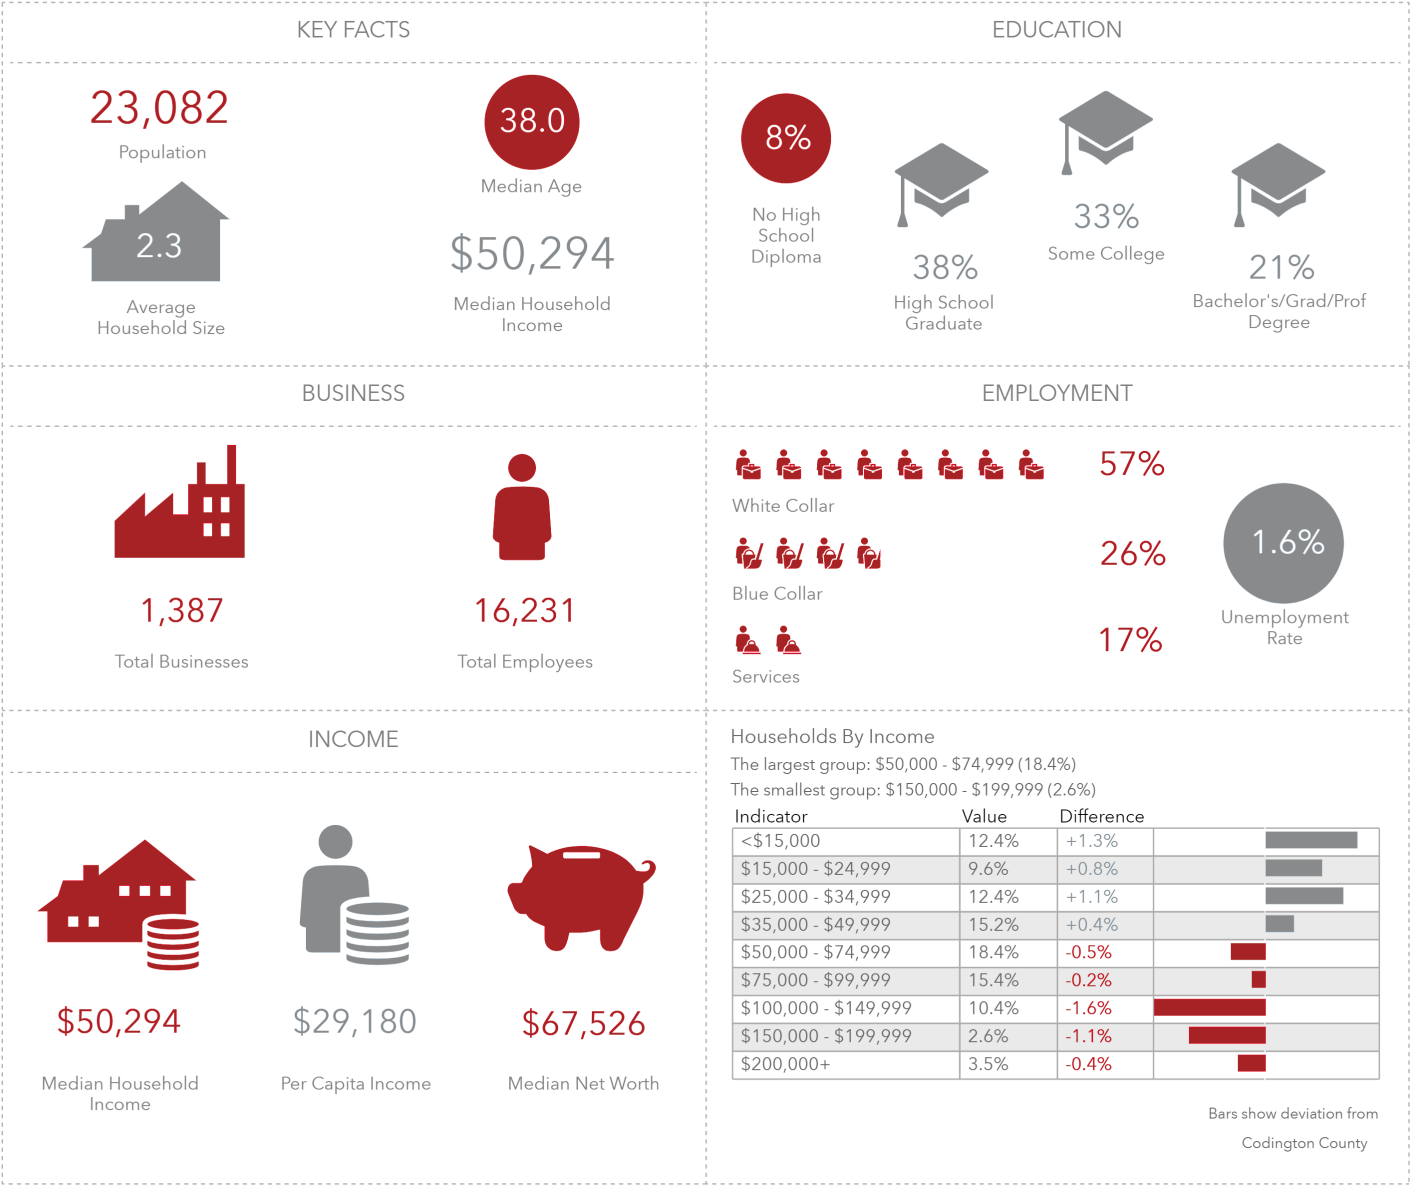 KEY FACTS
23,082
Population
38.0
Median Age
2.3
Average
Household Size
$50,294
Median Household
Income
EDUCATION
8%
No High
School
Diploma
38%
High School
Graduate
33%
Some College
21%
Bachelor's/Grad/Prof
Degree
BUSINESS
1,387
Total Businesses
16,231
Total Employees
EMPLOYMENT
57%
White Collar
26%
Blue Collar
17%
Services
1.6%
Unemployment
Rate
INCOME
$50,294
Median Household
Income
$29,180
Per Capita Income
$67,526
Median Net Worth
Households By Income
The largest group: $50,000 - $74,999 (18.4%)
The smallest group: $150,000 - $199,999 (2.6%)
Indicator Value Difference
<$15,000 12.4% +1.3%
$15,000 - $24,999 9.6% +0.8%
$25,000 - $34,999 12.4% +1.1%
$35,000 - $49,999 15.2% +0.4%
$50,000 - $74,999 18.4% -0.5%
$75,000 - $99,999 15.4% -0.2%
$100,000 - $149,999 10.4% -1.6%
$150,000 - $199,999 2.6% -1.1%
$200,000+ 3.5% -0.4%
Bars show deviation from
Codington County